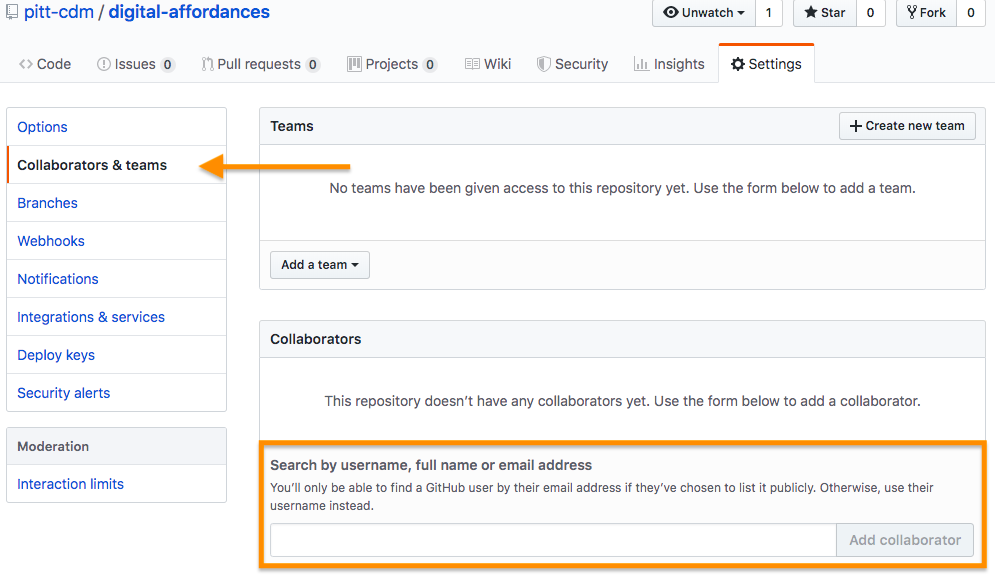 pitt-cdm / digital-affordances
Unwatch 1 Star 0 Fork 0
Code Issues 0 Pull requests 0 Projects 0 Wiki Security Insights Settings
Options
Collaborators & teams
Branches
Webhooks
Notifications
Integrations & services
Deploy keys
Security alerts
Moderation
Interaction limits
Teams
Create new team
No teams have been given access to this repository yet. Use the form below to add a team.
Add a team
Collaborators
This repository doesn’t have any collaborators yet. Use the form below to add a collaborator.
Search by username, full name or email address
You’ll only be able to find a GitHub user by their email address if they’ve chosen to list it publicly. Otherwise, use their
username instead.
Add collaborator